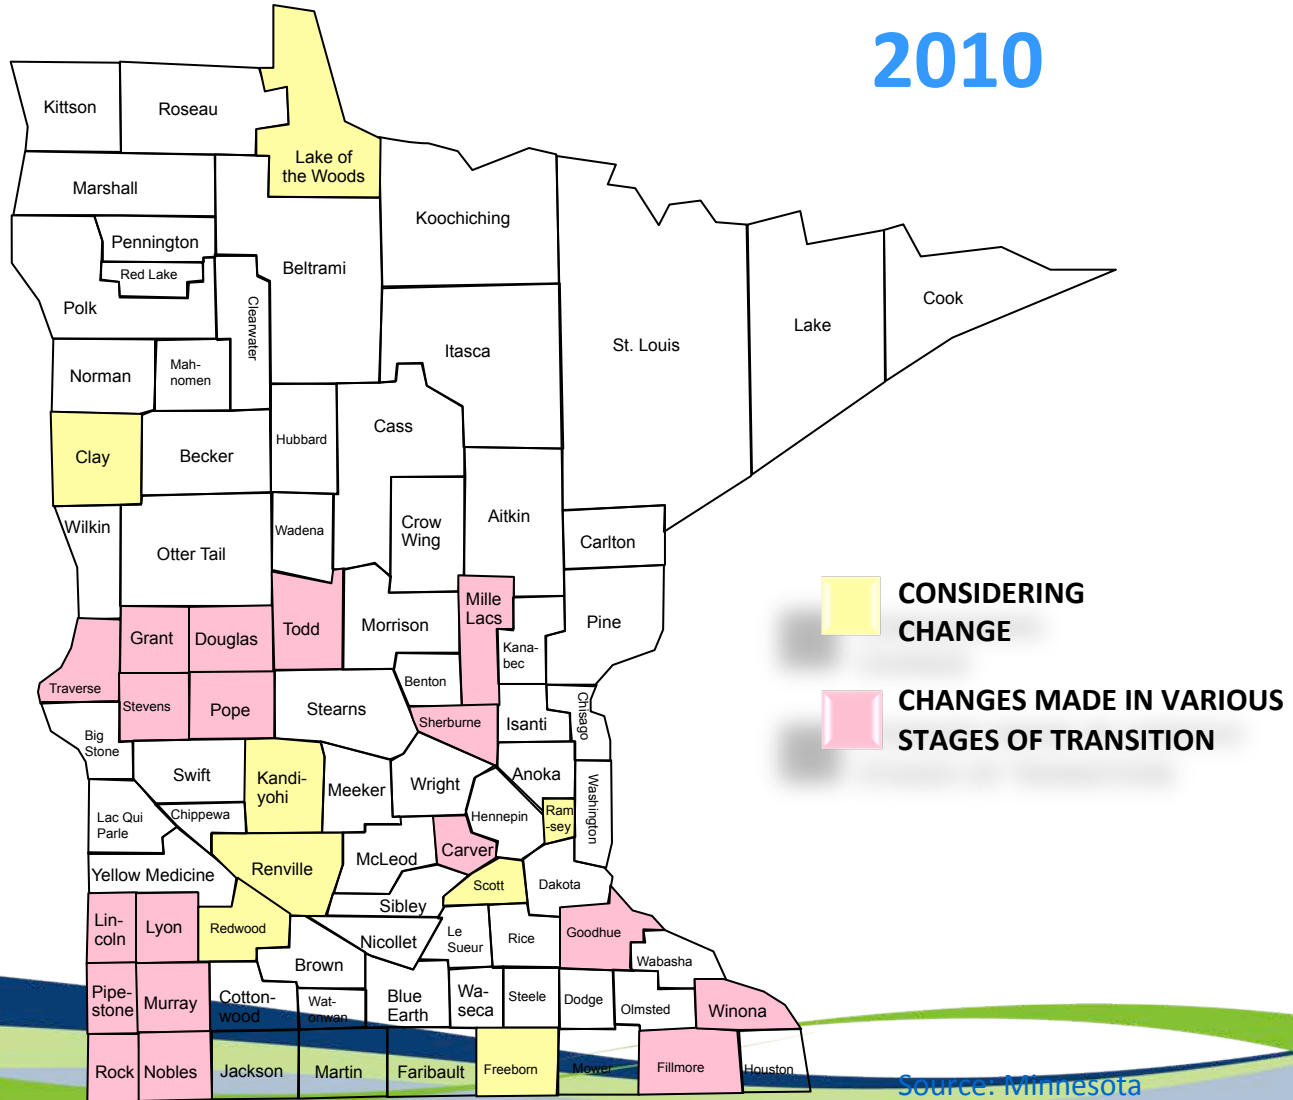 2010
Kittson
Roseau
Lake of
the Woods
Marshall
Koochiching
Pennington
Red Lake
Beltrami
Polk
Clearwater
Cook
Lake
St. Louis
Itasca
Norman
Mah-
nomen
Cass
Hubbard
Clay
Becker
Wilkin
Otter Tail
Wadena
Crow
Wing
Aitkin
Carlton
CONSIDERING
CHANGE
Mille
Lacs
Pine
Grant
Douglas
Todd
Morrison
Kana-
bec
Traverse
Stevens
Pope
Stearns
Benton
Sherburne
Isanti
Chisago
CHANGES MADE IN VARIOUS
STAGES OF TRANSITION
Big
Stone
Swift
Kandi-
yohi
Meeker
Wright
Anoka
Washington
Lac Qui
Parle
Chippewa
Hennepin
Ram
-sey
Yellow Medicine
Renville
McLeod
Carver
Scott
Dakota
Sibley
Lin-
coln
Lyon
Redwood
Nicollet
Le
Sueur
Rice
Goodhue
Wabasha
Brown
Pipe-
stone
Murray
Cotton-
wood
Wat-
onwan
Blue
Earth
Wa-
seca
Steele
Dodge
Olmsted
Winona
Rock
Nobles
Jackson
Martin
Faribault
Freeborn
Mower
Fillmore
Houston
Source: Minnesota